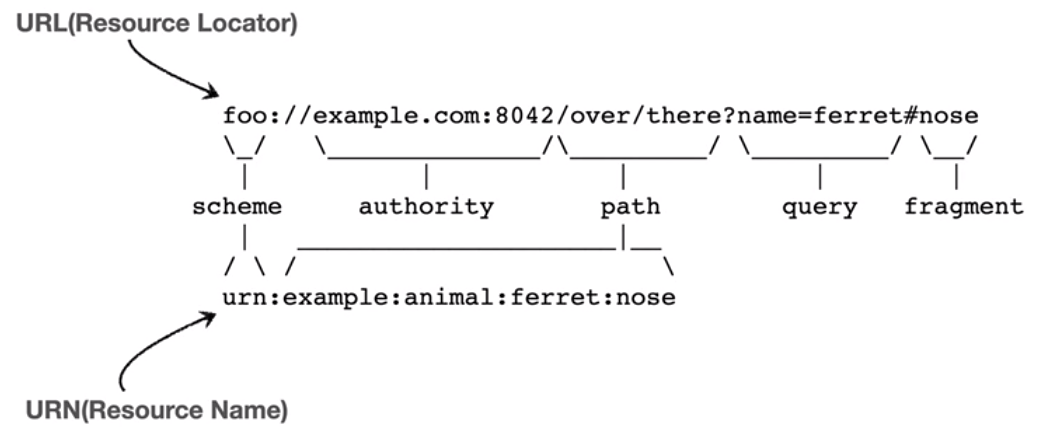 URL(Resource Locator)
foo://example.com:8042/over/there?name=ferret#nose
scheme authority path query fragment
urn:example:animal:ferret:nose
URN(Resource Name)